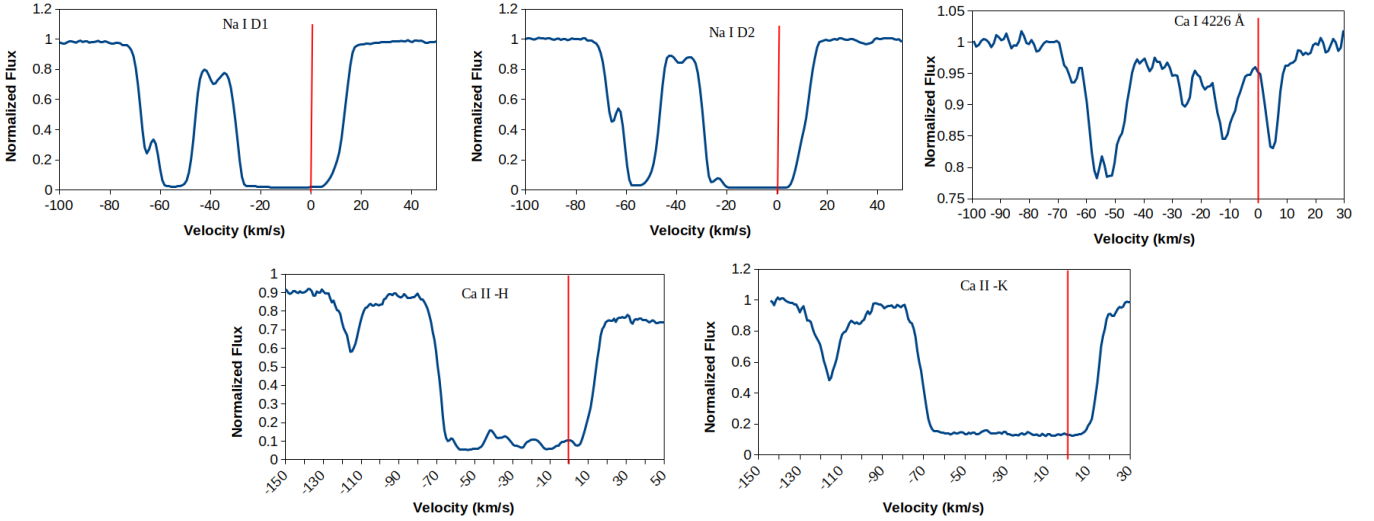 Na I D1
Normalized Flux
1.2
1
0.8
0.6
0.4
0.2
0
-100 -80 -60 -40 -20 0 20 40
Velocity (km/s)
Na I D2
Normalized Flux
1.2
1
0.8
0.6
0.4
0.2
0
-100 -80 -60 -40 -20 0 20 40
Velocity (km/s)
Ca I 4226 Å
Normalized Flux
1.05
1
0.95
0.9
0.85
0.8
0.75
-100 -90 -80 -70 -60 -50 -40 -30 -20 -10 0 10 20 30
Velocity (km/s)
Ca II -H
Normalized Flux
1
0.9
0.8
0.7
0.6
0.5
0.4
0.3
0.2
0.1
0
-150 -130 -110 -90 -70 -50 -30 -10 10 30 50
Velocity (km/s)
Ca II -K
Normalized Flux
1.2
1
0.8
0.6
0.4
0.2
0
-150 -130 -110 -90 -70 -50 -30 -10 10 30
Velocity (km/s)